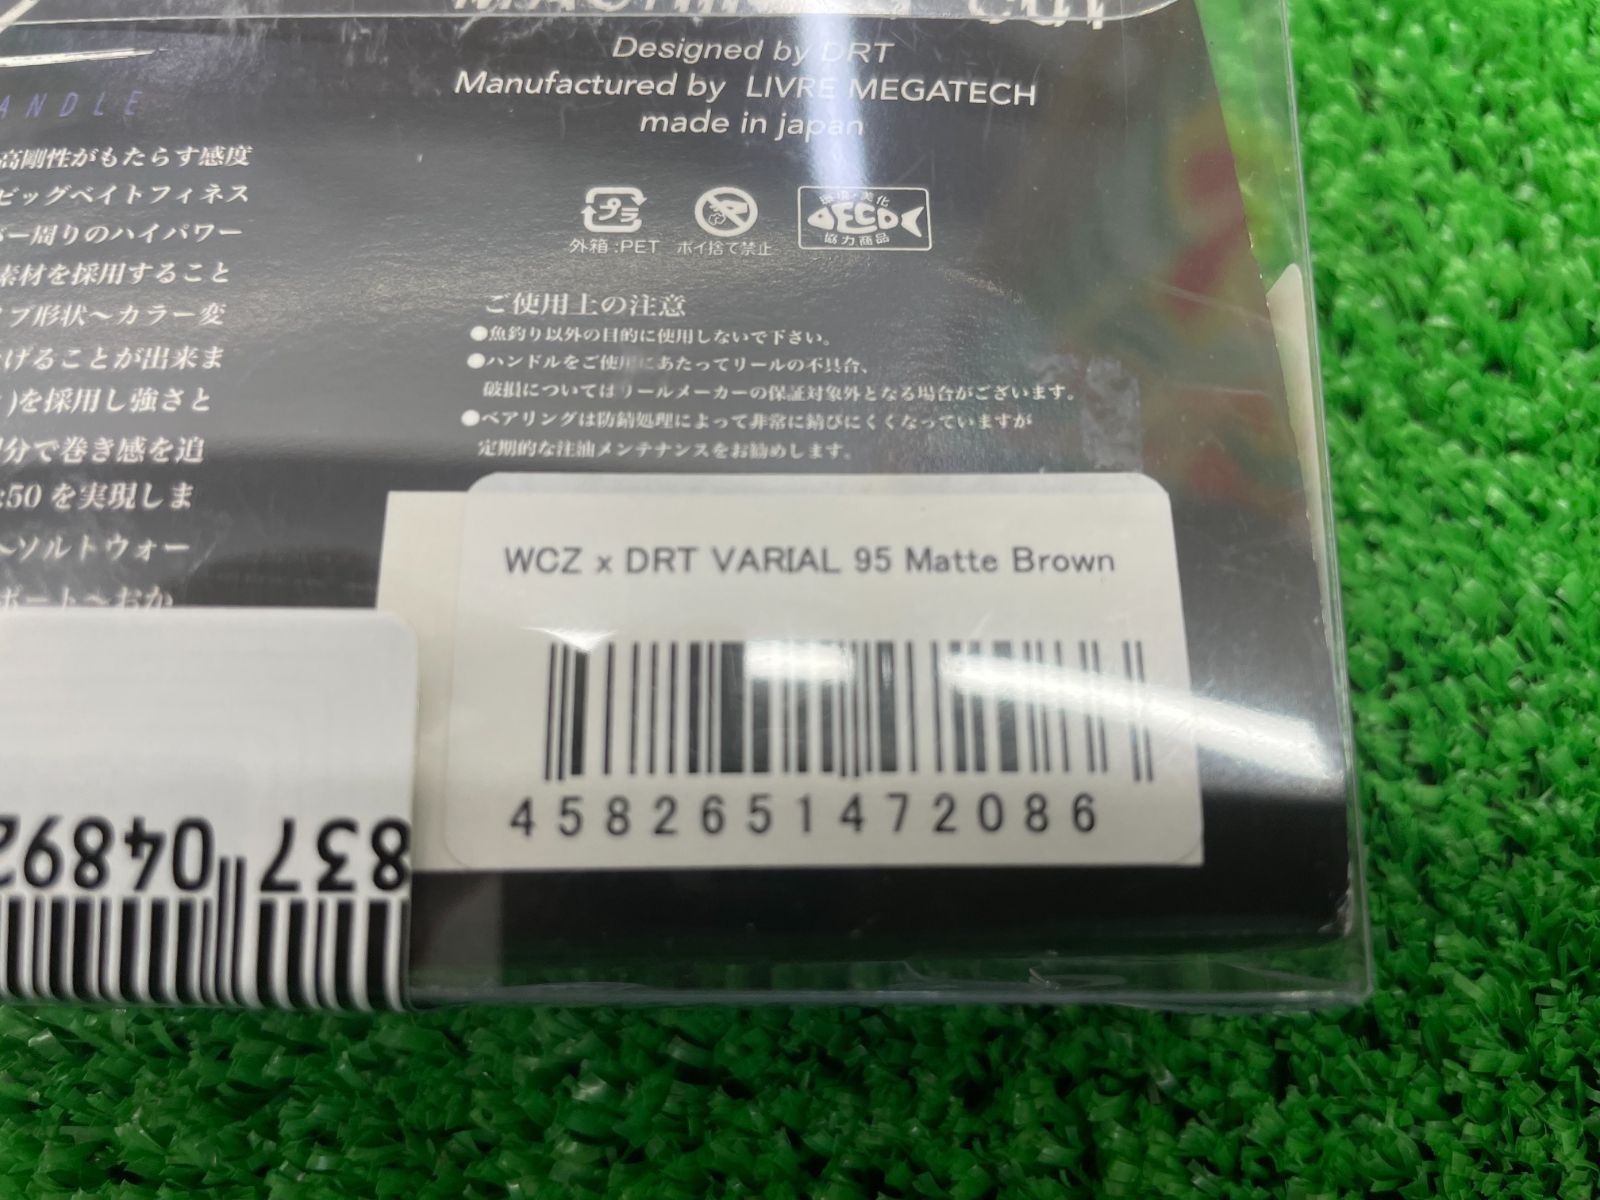 Designed by DRT
Manufactured by LIVRE MEGATECH
made in japan
ANDLE
高剛性がもたらす感度
ビッグベイトフィネス
周りのハイパワー
素材を採用すること
形状～カラー変
げることが出来ま
)を採用し強さと
分で巻き感を追
:50 を実現しま
ソルトウォー
プラ
外箱:PET
ポイ捨て禁止
環境・美化
ECO
協力商品
ご使用上の注意
●魚釣り以外の目的に使用しないで下さい。
●ハンドルをご使用にあたってリールの不具合、
破損についてはリールメーカーの保証対象外となる場合がございます。
●ベアリングは防錆処理によって非常に錆びにくくなっていますが
定期的な注油メンテナンスをお勧めします。
WCZ x DRT VARIAL 95 Matte Brown
4582651472086
837 04892